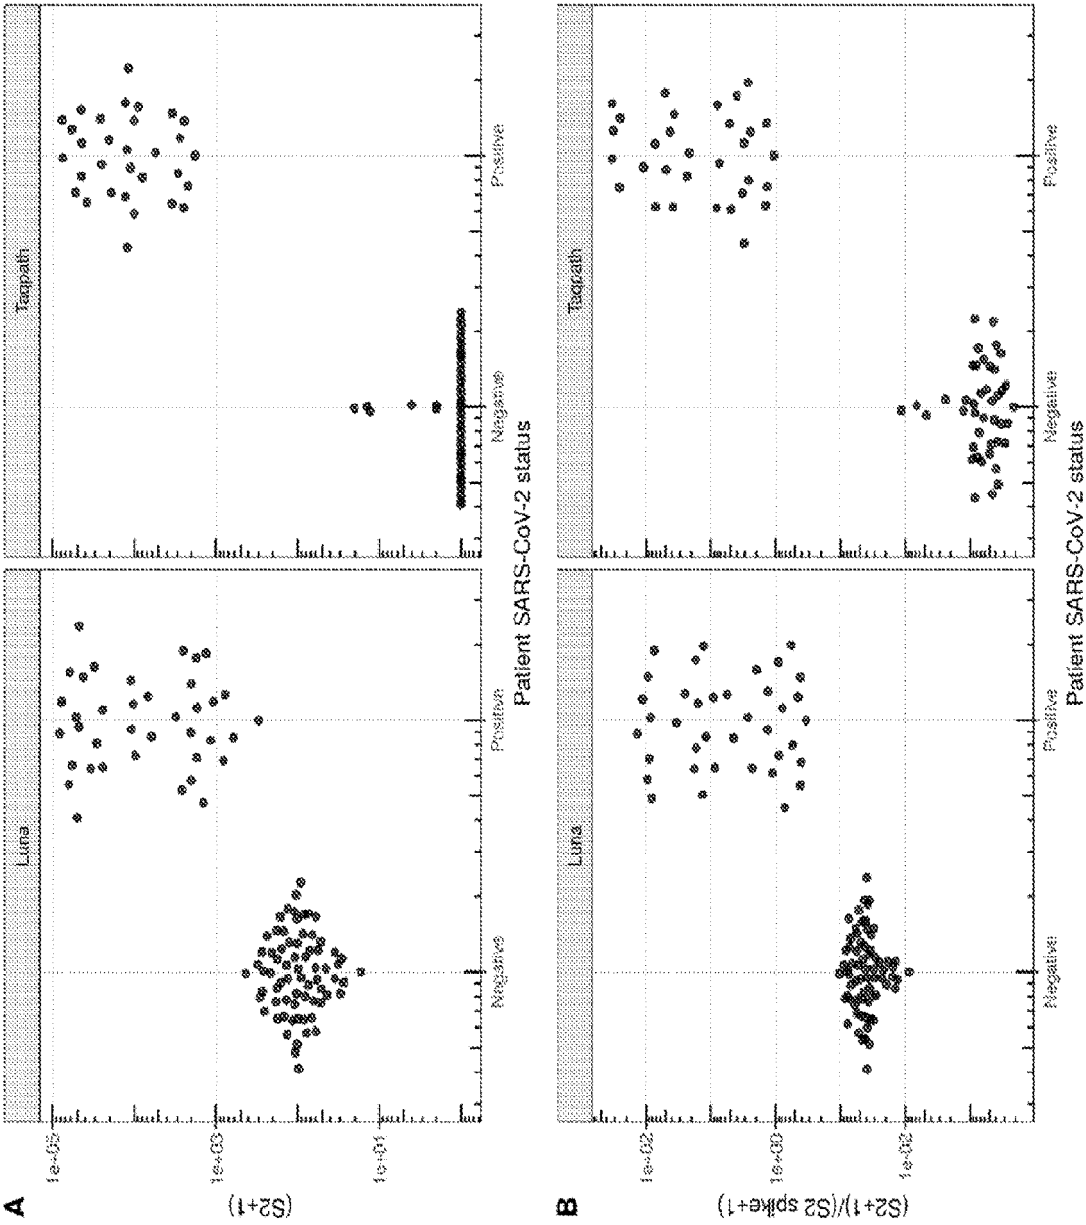 A
Luna
Taqpath
(S2+1)
1e+05
1e+03
1e+01
Negative
Positive
Negative
Positive
Patient SARS-CoV-2 status
B
Luna
Taqpath
(S2+1)/(S2 spike+1)
1e+02
1e+00
1e-02
Negative
Positive
Negative
Positive
Patient SARS-CoV-2 status